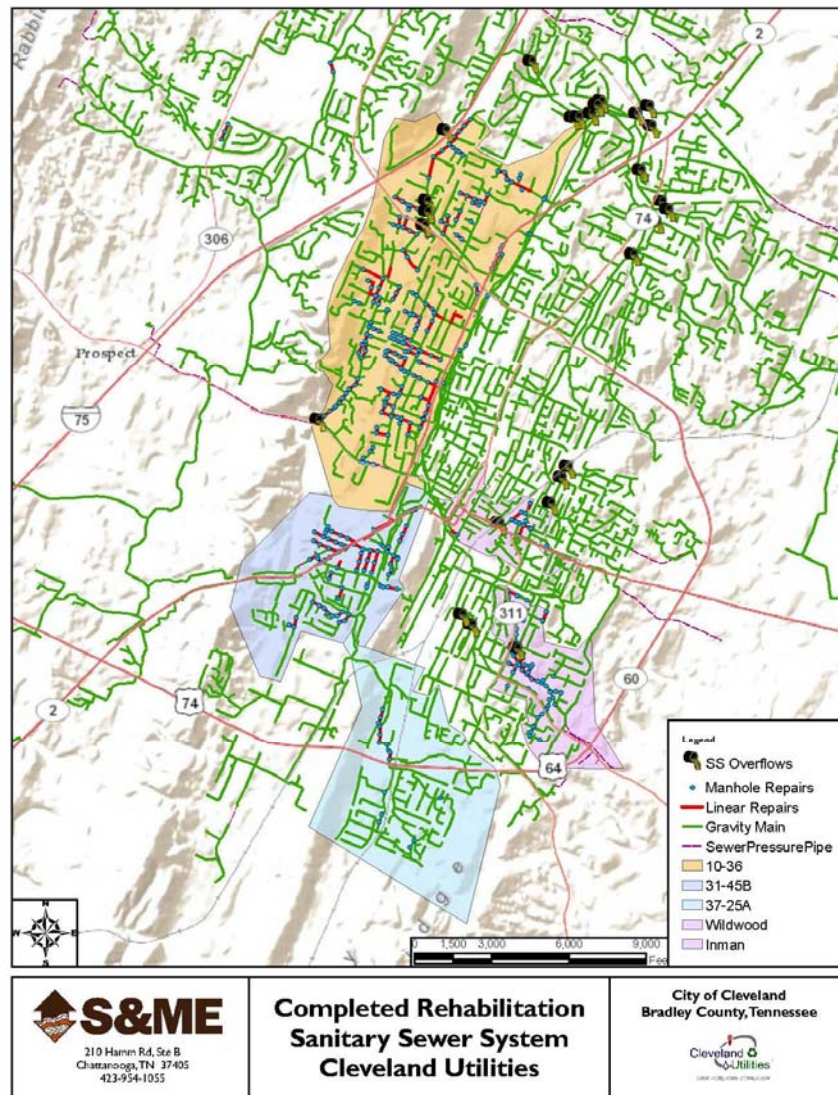 Rabbi
2
306
74
Prospect
75
311
60
74
2
64
d g e
Legend
SS Overflows
Manhole Repairs
Linear Repairs
Gravity Main
SewerPressurePipe
10-36
31-45B
37-25A
Wildwood
Inman
N
W E
S
0 1,500 3,000 6,000 9,000
Fee
S&ME
210 Hamm Rd, Ste B
Chattanooga, TN 37405
423-954-1055
Completed Rehabilitation
Sanitary Sewer System
Cleveland Utilities
City of Cleveland
Bradley County, Tennessee
Cleveland
Utilities